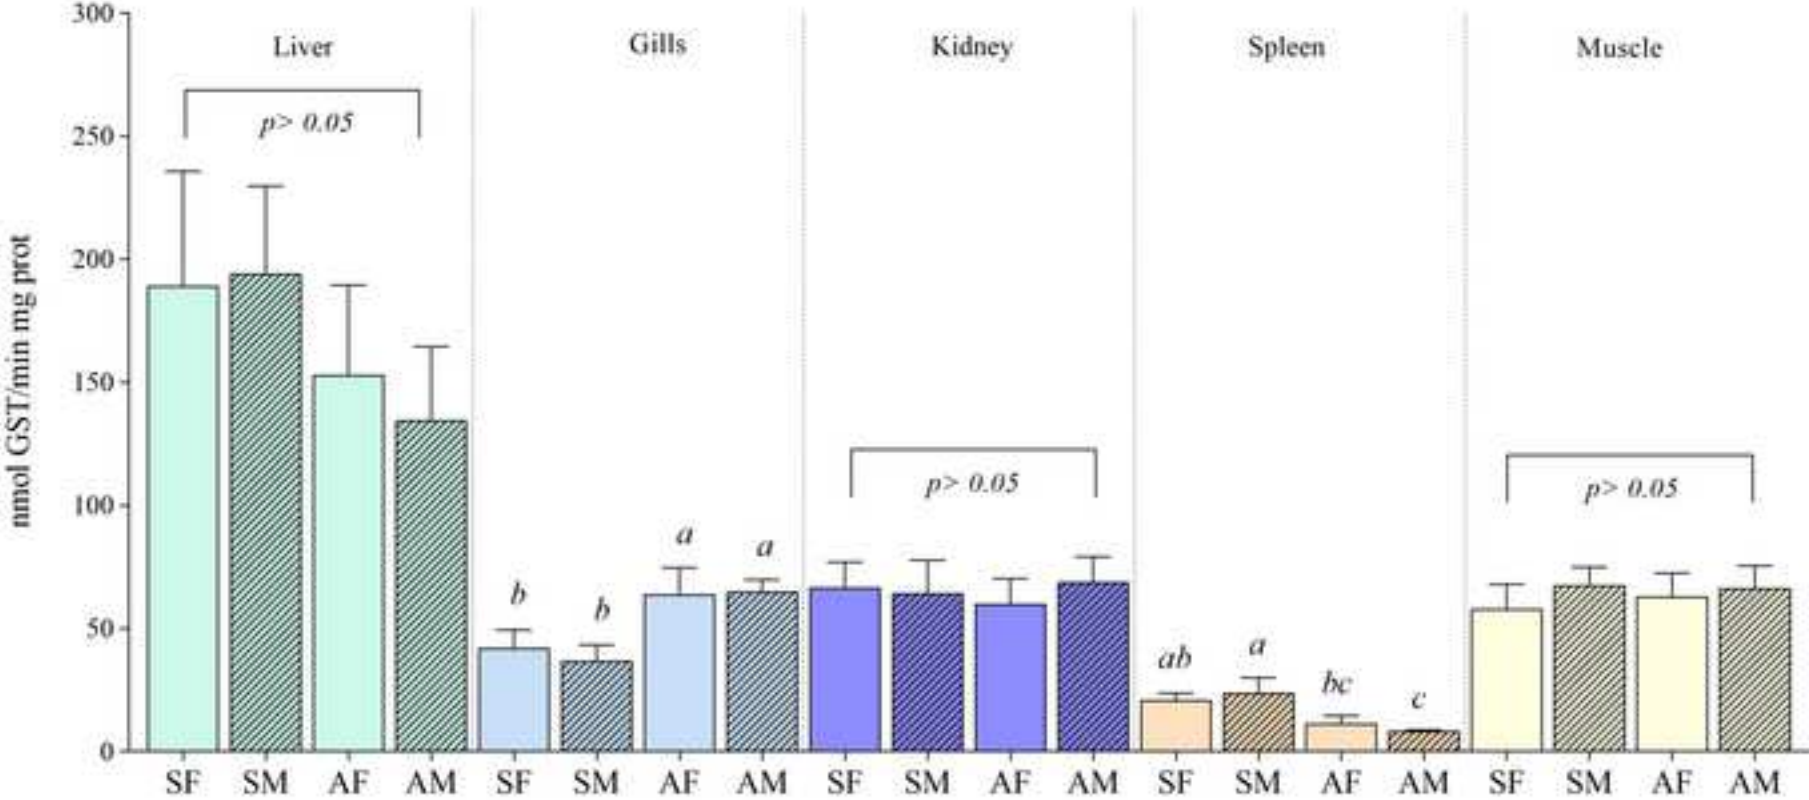 nmol GST/min mg prot
300
250
200
150
100
50
0
Liver
Gills
Kidney
Spleen
Muscle
p> 0.05
b
b
a
a
p> 0.05
ab
a
bc
c
p> 0.05
SF SM AF AM SF SM AF AM SF SM AF AM SF SM AF AM SF SM AF AM